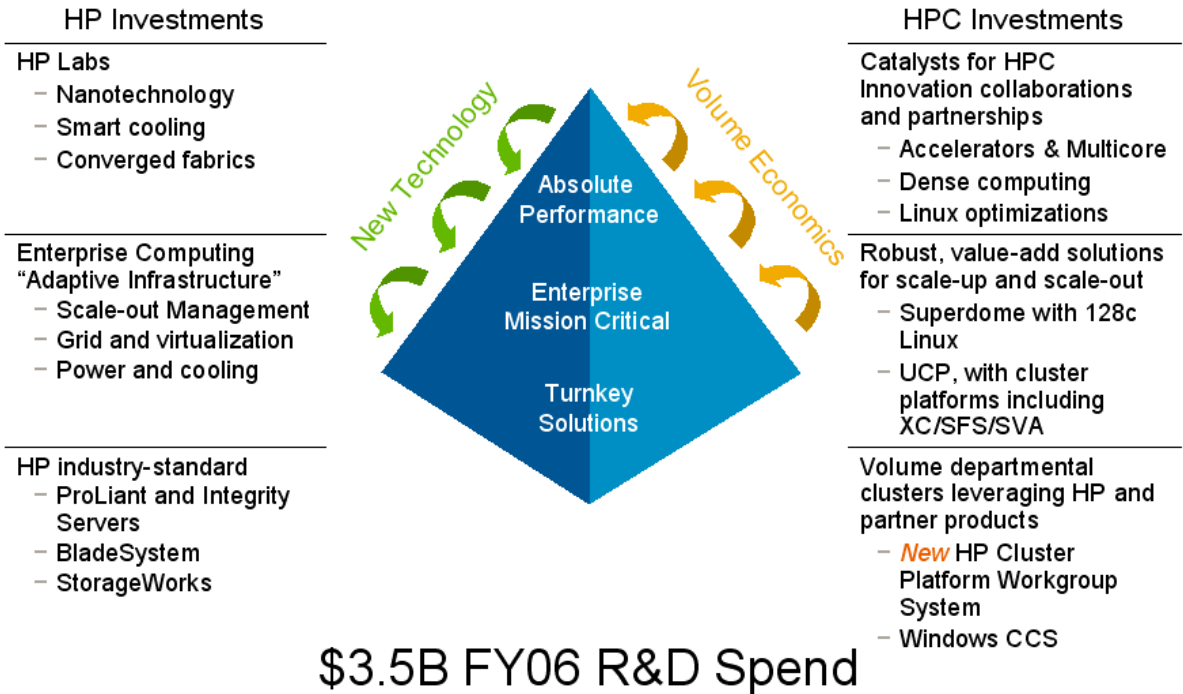 HP Investments
HP Labs
– Nanotechnology
– Smart cooling
– Converged fabrics
Enterprise Computing
“Adaptive Infrastructure”
– Scale-out Management
– Grid and virtualization
– Power and cooling
HP industry-standard
– ProLiant and Integrity
Servers
– BladeSystem
– StorageWorks
New Technology
Volume Economics
Absolute
Performance
Enterprise
Mission Critical
Turnkey
Solutions
HPC Investments
Catalysts for HPC
Innovation collaborations
and partnerships
– Accelerators & Multicore
– Dense computing
– Linux optimizations
Robust, value-add solutions
for scale-up and scale-out
– Superdome with 128c
Linux
– UCP, with cluster
platforms including
XC/SFS/SVA
Volume departmental
clusters leveraging HP and
partner products
– New HP Cluster
Platform Workgroup
System
– Windows CCS
$3.5B FY06 R&D Spend